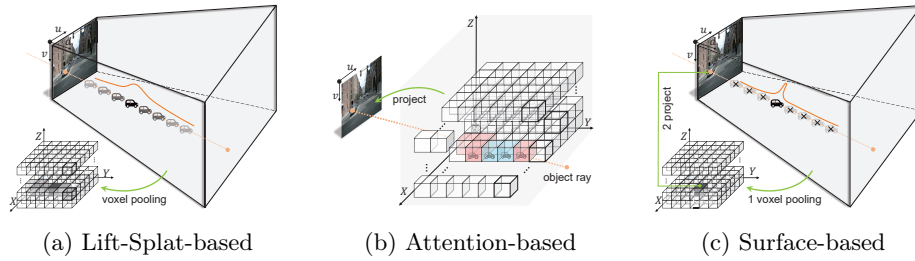 u
v
Z
Y
X
voxel pooling
(a) Lift-Splat-based
Z
u
v
project
Y
object ray
X
(b) Attention-based
u
v
2 project
Z
Y
1 voxel pooling
X
(c) Surface-based